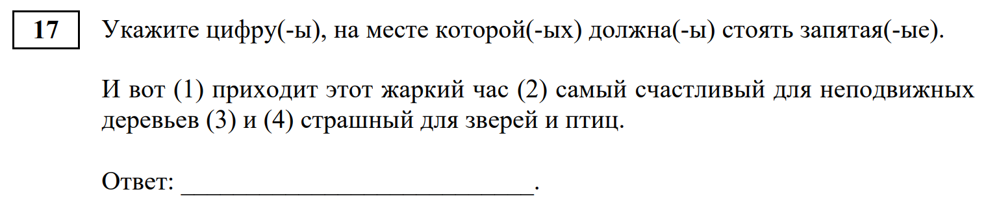 17 Укажите цифру(-ы), на месте которой(-ых) должна(-ы) стоять запятая(-ые).
И вот (1) приходит этот жаркий час (2) самый счастливый для неподвижных
деревьев (3) и (4) страшный для зверей и птиц.
Ответ: ___________________________.